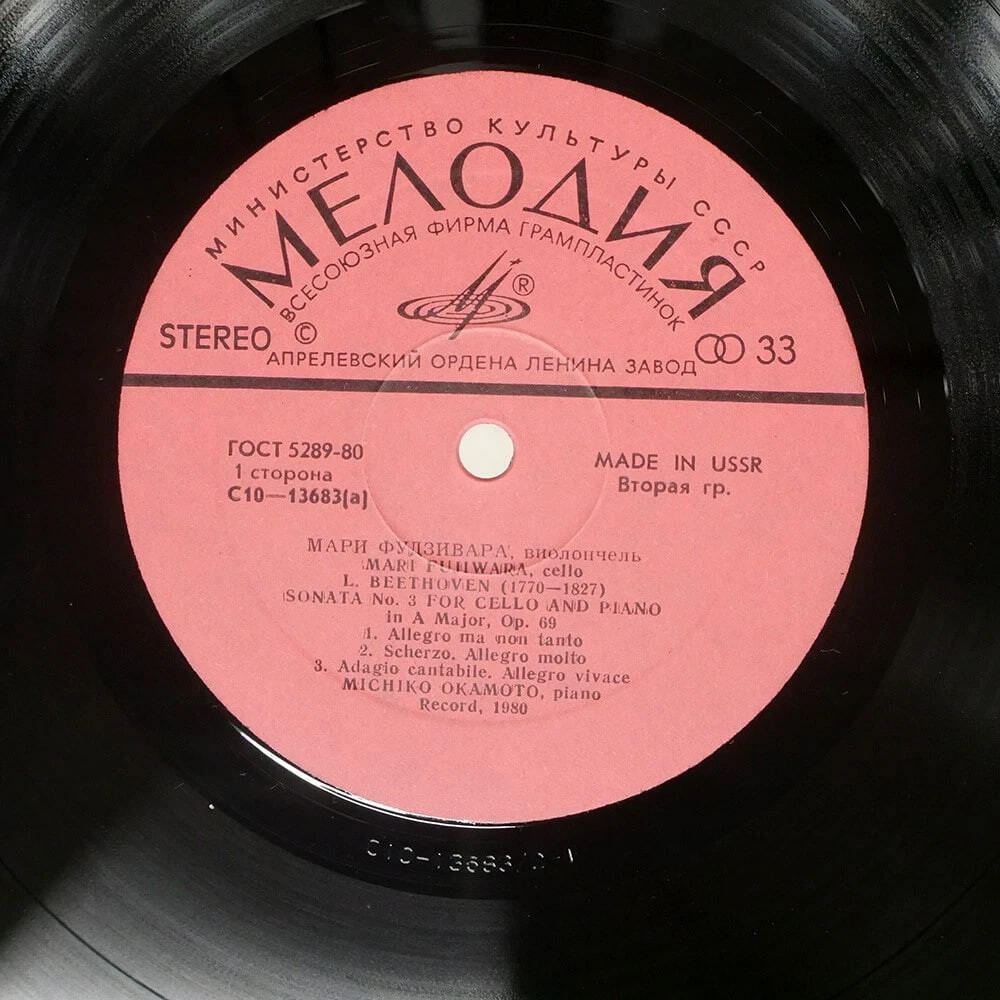 МИНИСТЕРСТВО КУЛЬТУРЫ СССР
МЕЛОДИЯ
ВСЕСОЮЗНАЯ ФИРМА ГРАМПЛАСТИНОК
®
STEREO © 33
АПРЕЛЕВСКИЙ ОРДЕНА ЛЕНИНА ЗАВОД
ГОСТ 5289-80
1 сторона
С10—13683(а)
MADE IN USSR
Вторая гр.
МАРИ ФУДЗИВАРА, виолончель
MARI FUJIWARA, cello
L. BEETHOVEN (1770—1827)
SONATA No. 3 FOR CELLO AND PIANO
in A Major, Op. 69
1. Allegro ma non tanto
2. Scherzo. Allegro molto
3. Adagio cantabile. Allegro vivace
MICHIKO OKAMOTO, piano
Record, 1980